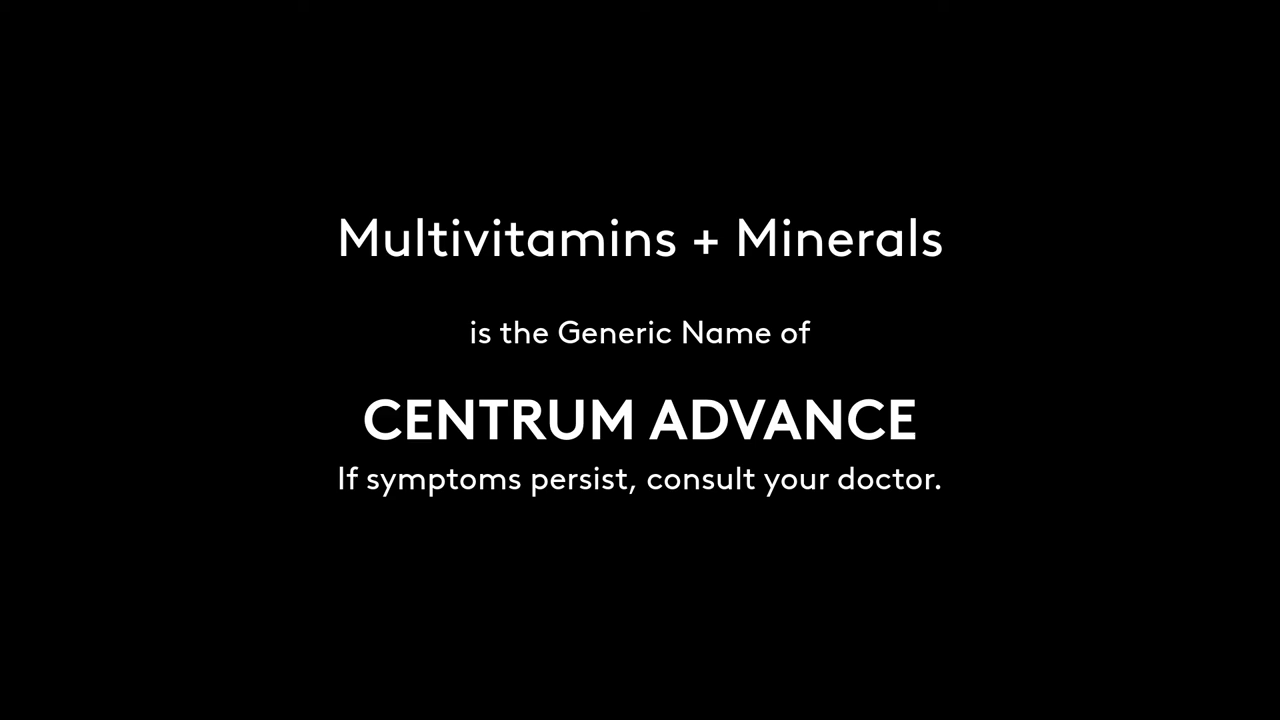 Multivitamins + Minerals
is the Generic Name of
CENTRUM ADVANCE
If symptoms persist, consult your doctor.